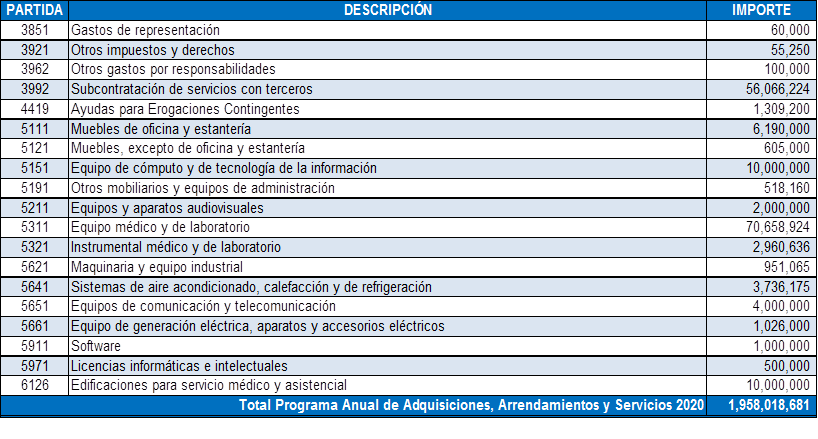 PARTIDA DESCRIPCIÓN IMPORTE
3851 Gastos de representación 60,000
3921 Otros impuestos y derechos 55,250
3962 Otros gastos por responsabilidades 100,000
3992 Subcontratación de servicios con terceros 56,066,224
4419 Ayudas para Erogaciones Contingentes 1,309,200
5111 Muebles de oficina y estantería 6,190,000
5121 Muebles, excepto de oficina y estantería 605,000
5151 Equipo de cómputo y de tecnología de la información 10,000,000
5191 Otros mobiliarios y equipos de administración 518,160
5211 Equipos y aparatos audiovisuales 2,000,000
5311 Equipo médico y de laboratorio 70,658,924
5321 Instrumental médico y de laboratorio 2,960,636
5621 Maquinaria y equipo industrial 951,065
5641 Sistemas de aire acondicionado, calefacción y de refrigeración 3,736,175
5651 Equipos de comunicación y telecomunicación 4,000,000
5661 Equipo de generación eléctrica, aparatos y accesorios eléctricos 1,026,000
5911 Software 1,000,000
5971 Licencias informáticas e intelectuales 500,000
6126 Edificaciones para servicio médico y asistencial 10,000,000
Total Programa Anual de Adquisiciones, Arrendamientos y Servicios 2020 1,958,018,681